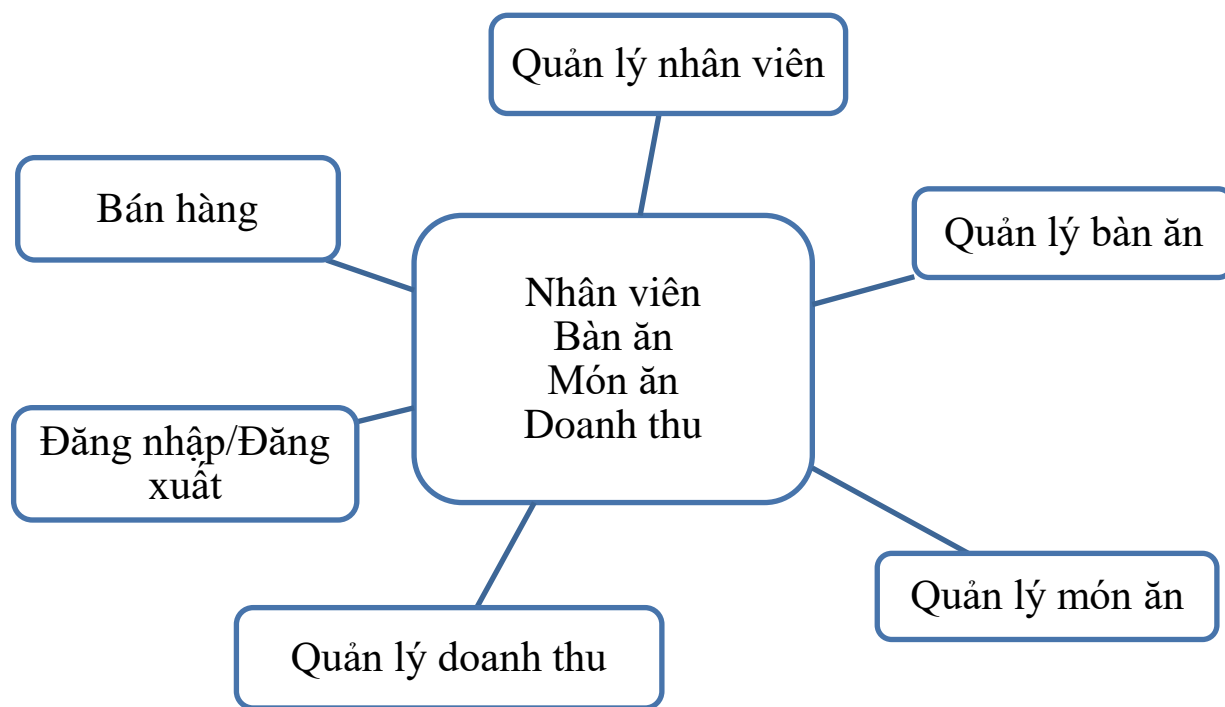 Quản lý nhân viên
Bán hàng
Quản lý bàn ăn
Nhân viên
Bàn ăn
Món ăn
Doanh thu
Đăng nhập/Đăng
xuất
Quản lý món ăn
Quản lý doanh thu